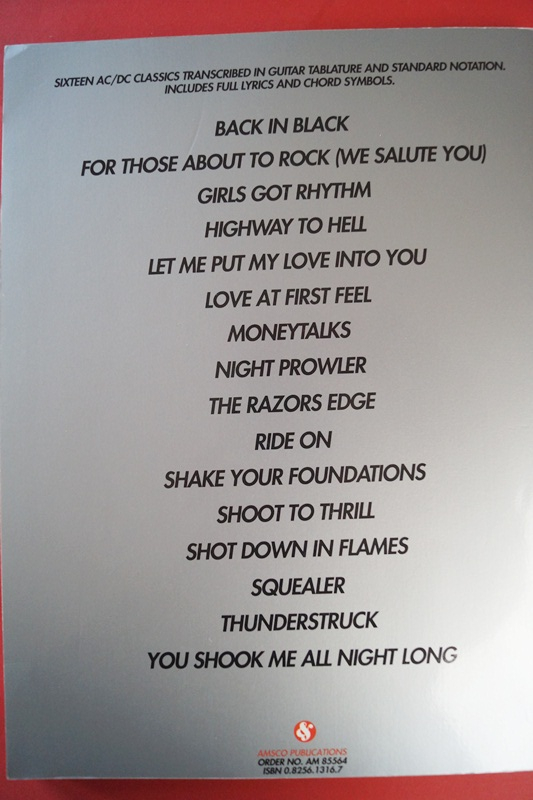 SIXTEEN AC/DC CLASSICS TRANSCRIBED IN GUITAR TABLATURE AND STANDARD NOTATION.
INCLUDES FULL LYRICS AND CHORD SYMBOLS.
BACK IN BLACK
FOR THOSE ABOUT TO ROCK (WE SALUTE YOU)
GIRLS GOT RHYTHM
HIGHWAY TO HELL
LET ME PUT MY LOVE INTO YOU
LOVE AT FIRST FEEL
MONEYTALKS
NIGHT PROWLER
THE RAZORS EDGE
RIDE ON
SHAKE YOUR FOUNDATIONS
SHOOT TO THRILL
SHOT DOWN IN FLAMES
SQUEALER
THUNDERSTRUCK
YOU SHOOK ME ALL NIGHT LONG
AMSCO PUBLICATIONS
ORDER NO. AM 85564
ISBN 0.8256.1316.7